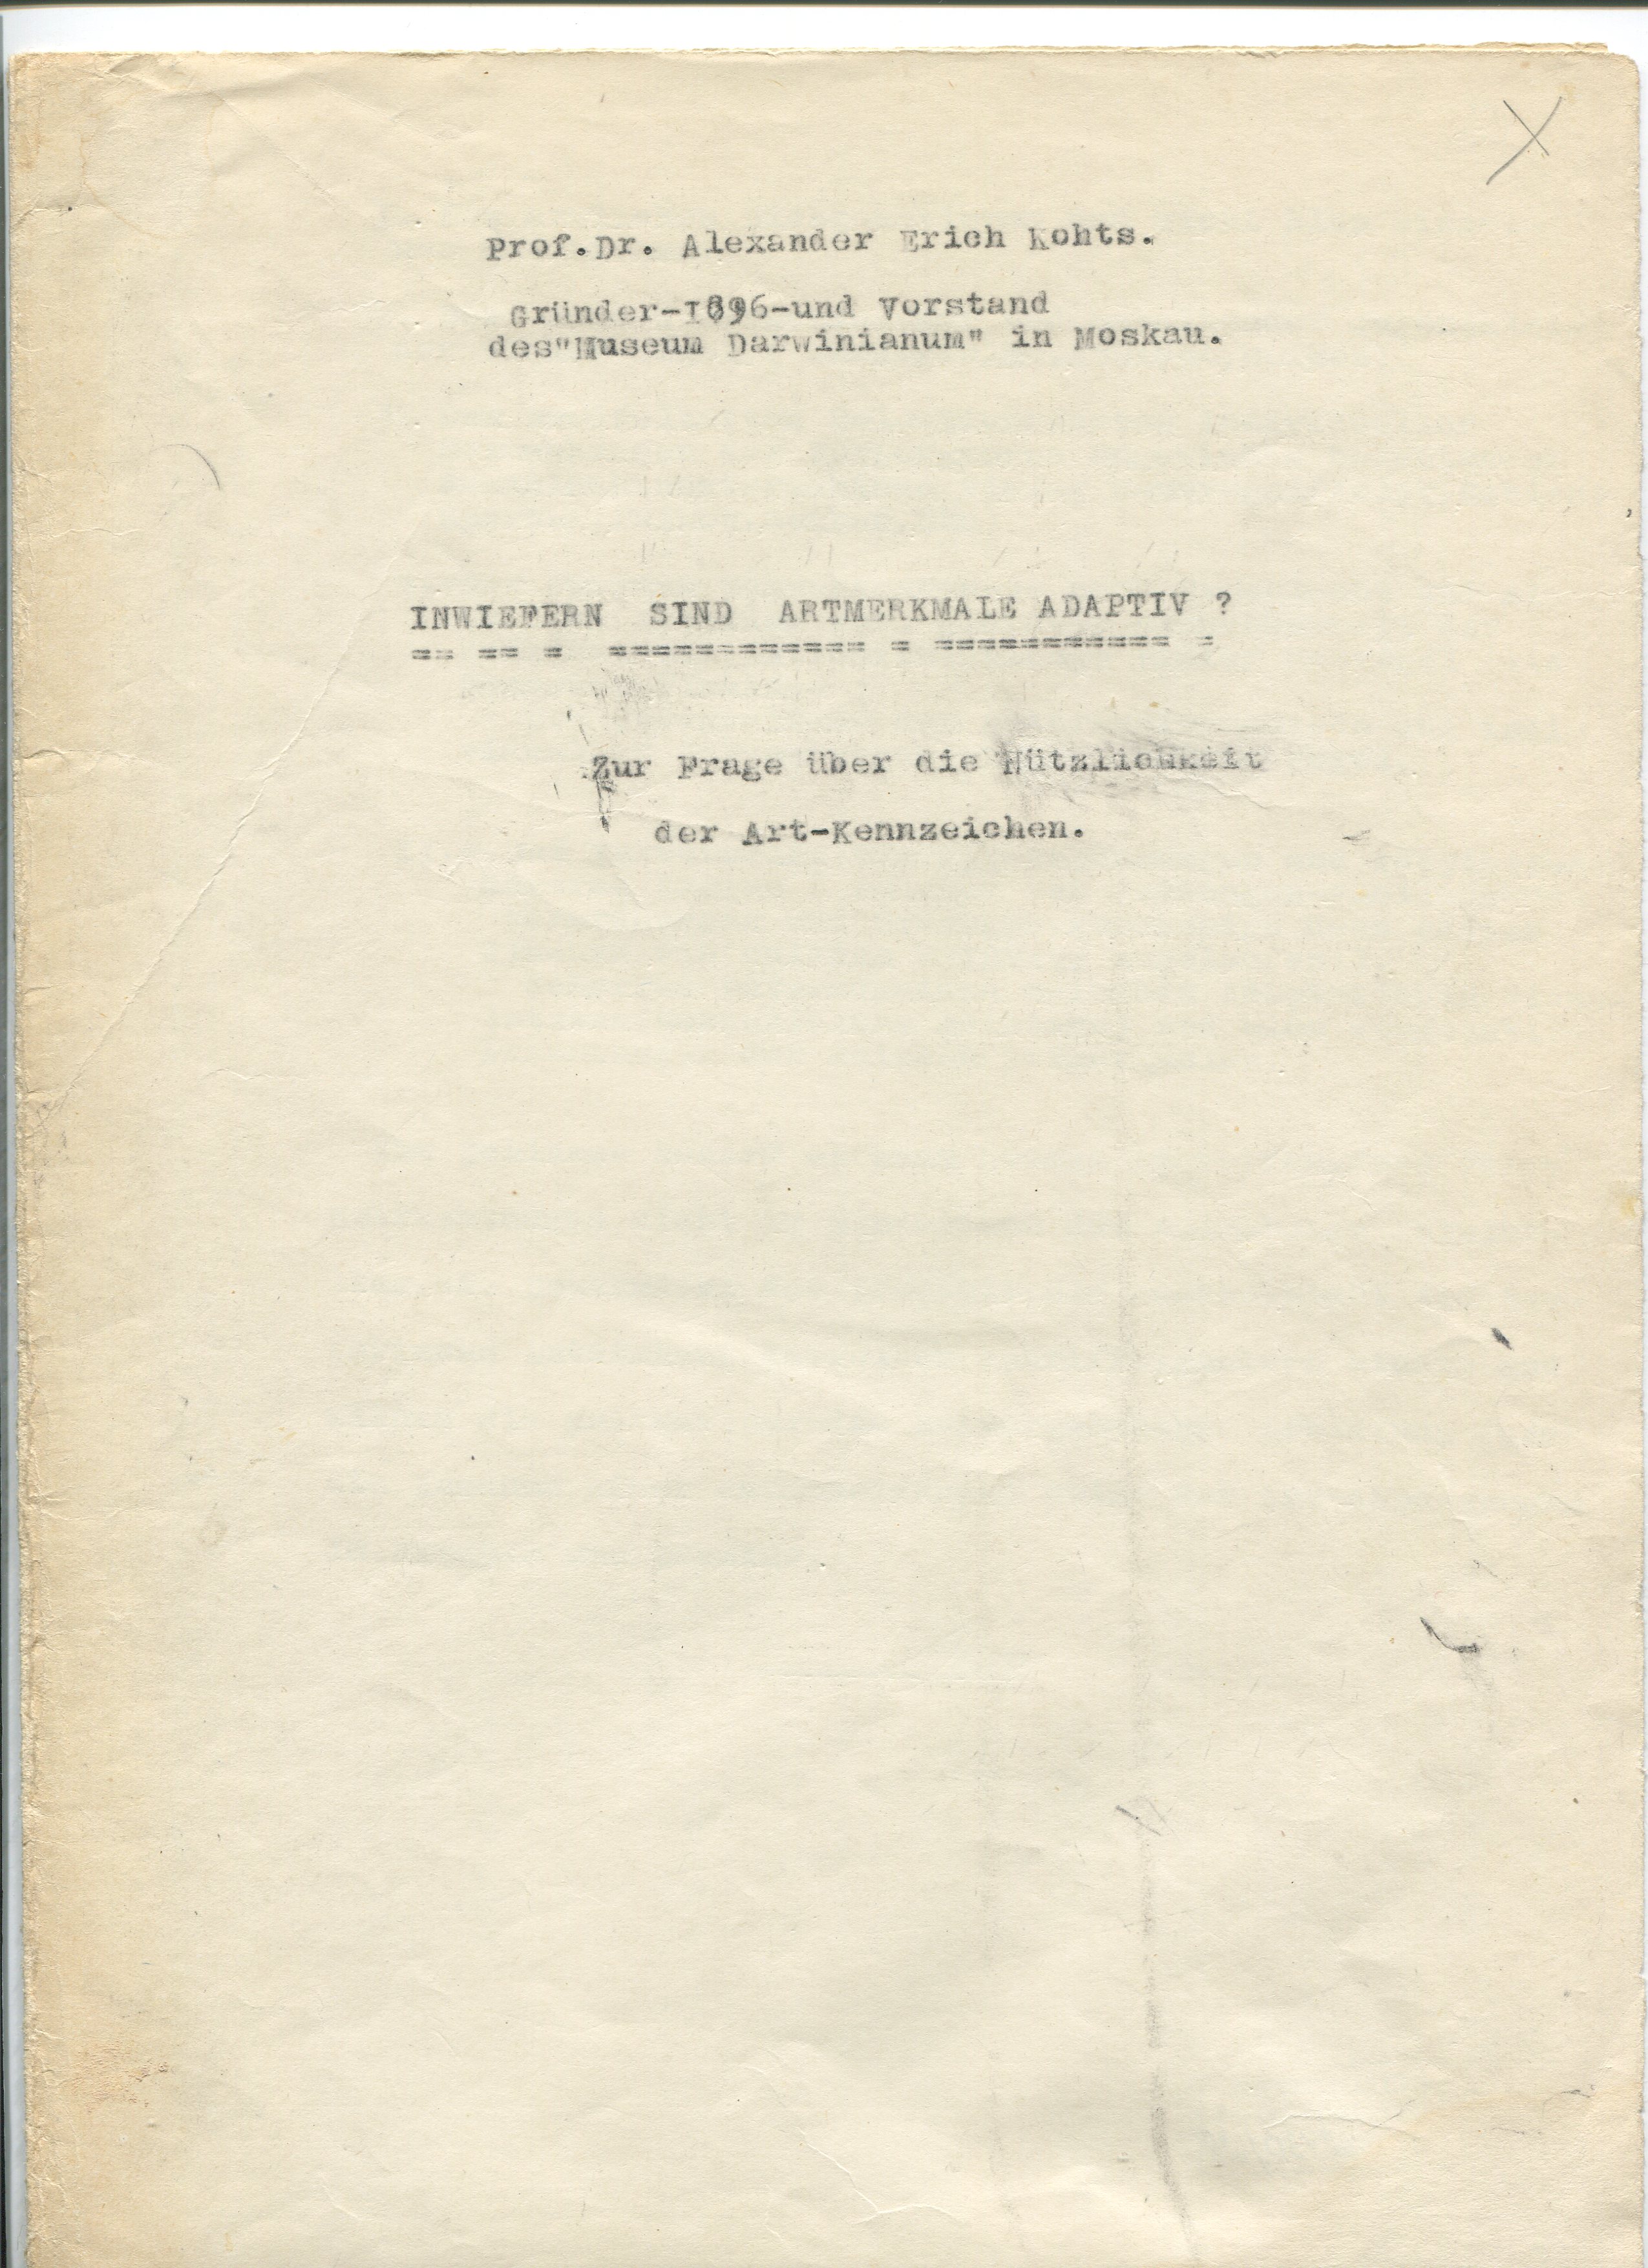 Prof.Dr. Alexander Erich Kohts.
Gründer-I896-und Vorstand
des"Museum Darwinianum" in Moskau.
INWIEFERN SIND ARTMERKMALE ADAPTIV ?
Zur Frage über die Nützlichkeit
der Art-Kennzeichen.